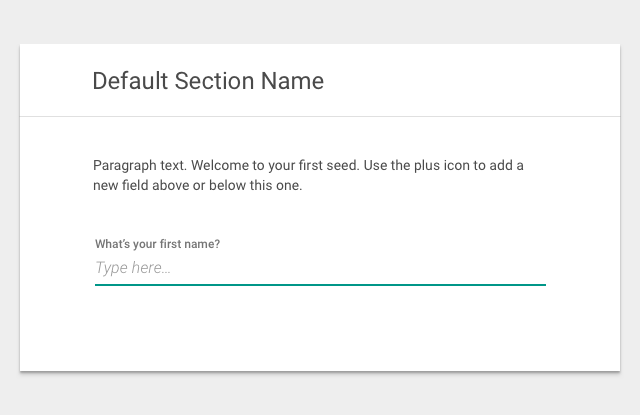 Default Section Name
Paragraph text. Welcome to your first seed. Use the plus icon to add a
new field above or below this one.
What's your first name?
Type here...